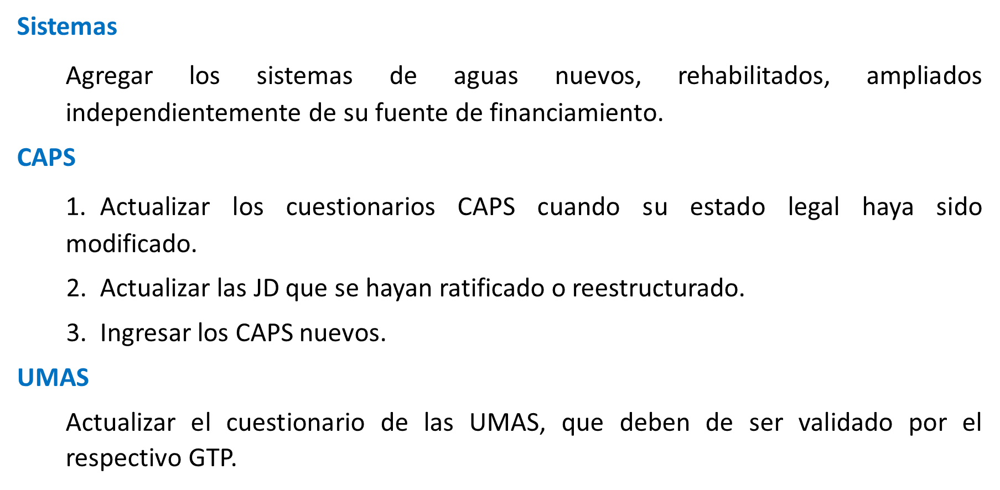 Sistemas
Agregar los sistemas de aguas nuevos, rehabilitados, ampliados
independientemente de su fuente de financiamiento.
CAPS
1. Actualizar los cuestionarios CAPS cuando su estado legal haya sido
modificado.
2. Actualizar las JD que se hayan ratificado o reestructurado.
3. Ingresar los CAPS nuevos.
UMAS
Actualizar el cuestionario de las UMAS, que deben de ser validado por el
respectivo GTP.